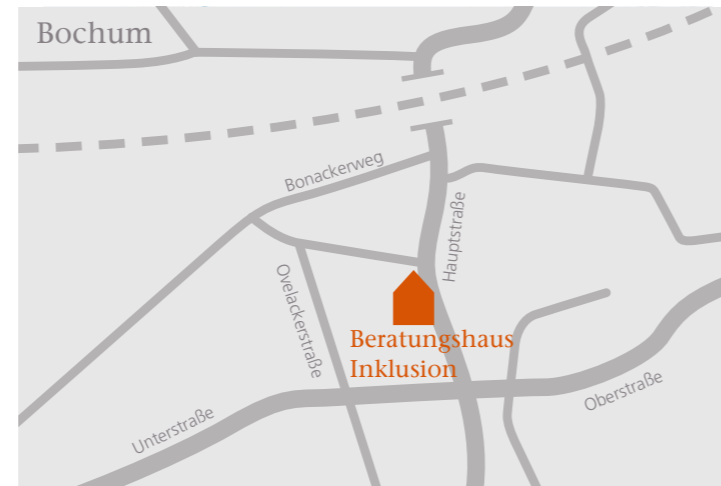 Bochum
Bonackerweg
Hauptstraße
Ovelackerstraße
Beratungshaus
Inklusion
Oberstraße
Unterstraße